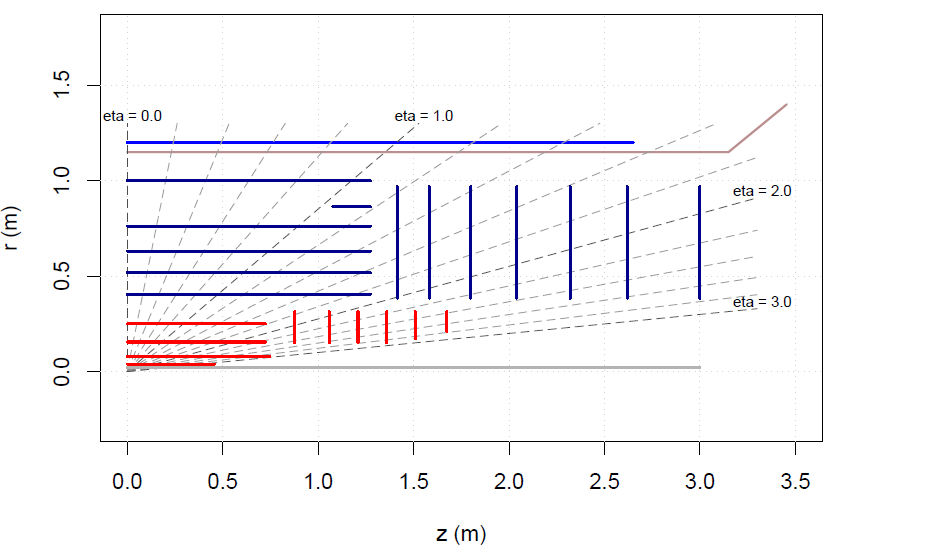 1.5
eta = 0.0
eta = 1.0
1.0
eta = 2.0
r (m)
0.5
eta = 3.0
0.0
0.0 0.5 1.0 1.5 2.0 2.5 3.0 3.5
z (m)